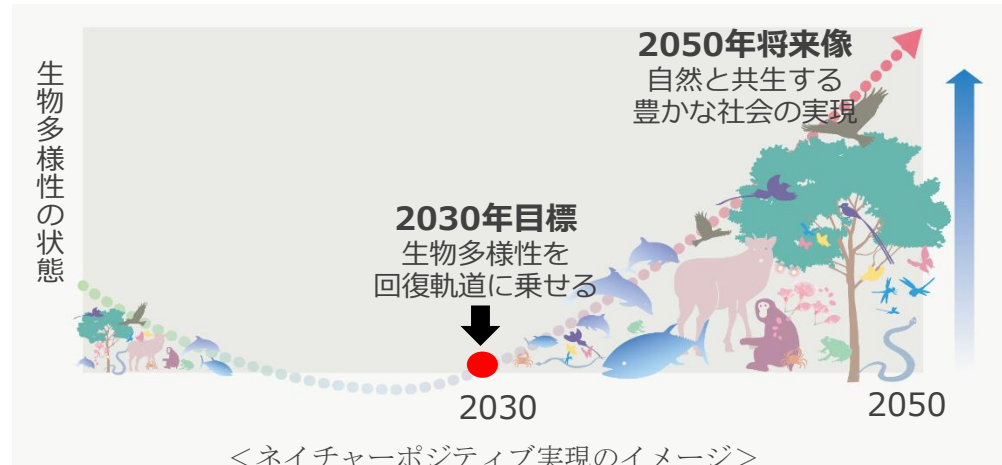 生物多様性の状態
2050年将来像
自然と共生する
豊かな社会の実現
2030年目標
生物多様性を
回復軌道に乗せる
2030
2050
＜ネイチャーポジティブ実現のイメージ＞